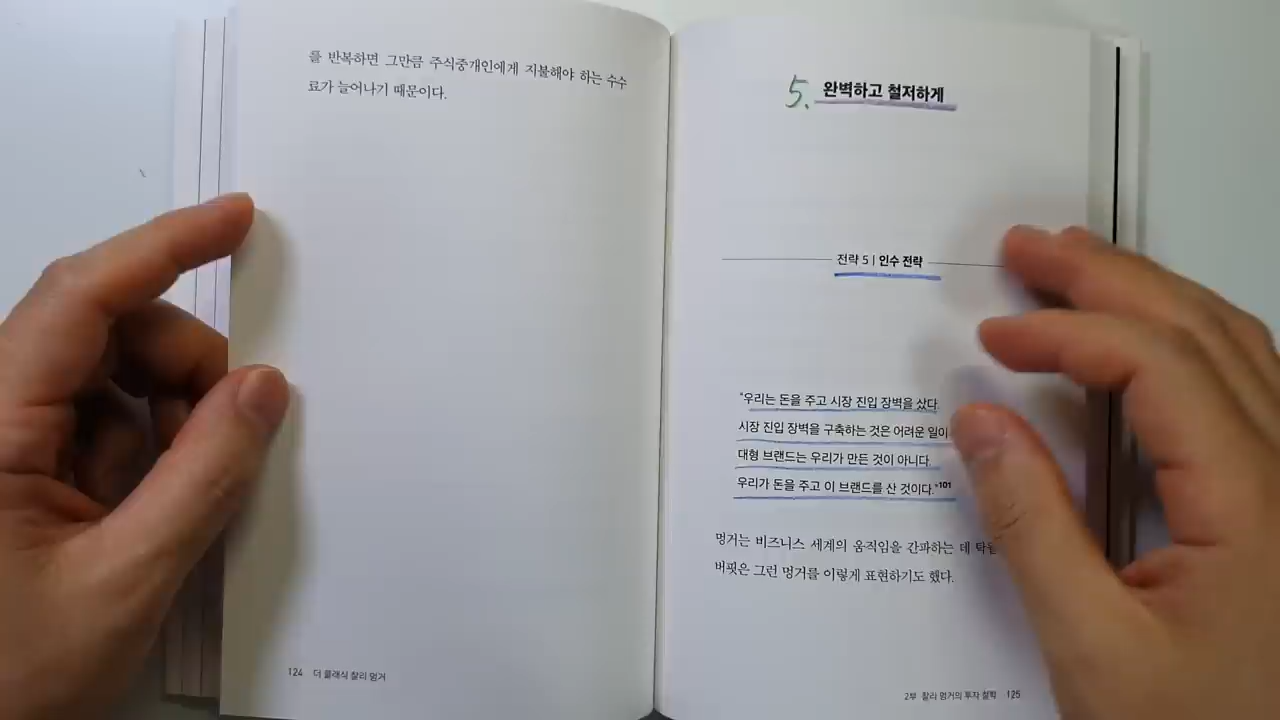 를 반복하면 그만큼 주식중개인에게 지불해야 하는 수수
료가 늘어나기 때문이다.
124 더 클래식 찰리 멍거
5. 완벽하고 철저하게
전략 5 | 인수 전략
"우리는 돈을 주고 시장 진입 장벽을 샀다.
시장 진입 장벽을 구축하는 것은 어려운 일이
대형 브랜드는 우리가 만든 것이 아니다.
우리가 돈을 주고 이 브랜드를 산 것이다."101
멍거는 비즈니스 세계의 움직임을 간파하는 데
버핏은 그런 멍거를 이렇게 표현하기도 했다.
2부 찰리 멍거의 투자 철학 125